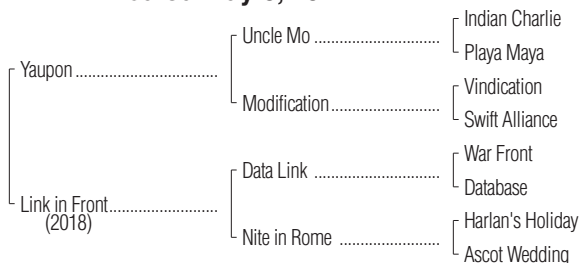 Indian Charlie
Uncle Mo
Playa Maya
Yaupon
Vindication
Modification
Swift Alliance
War Front
Data Link
Database
Link in Front
(2018)
Harlan's Holiday
Nite in Rome
Ascot Wedding